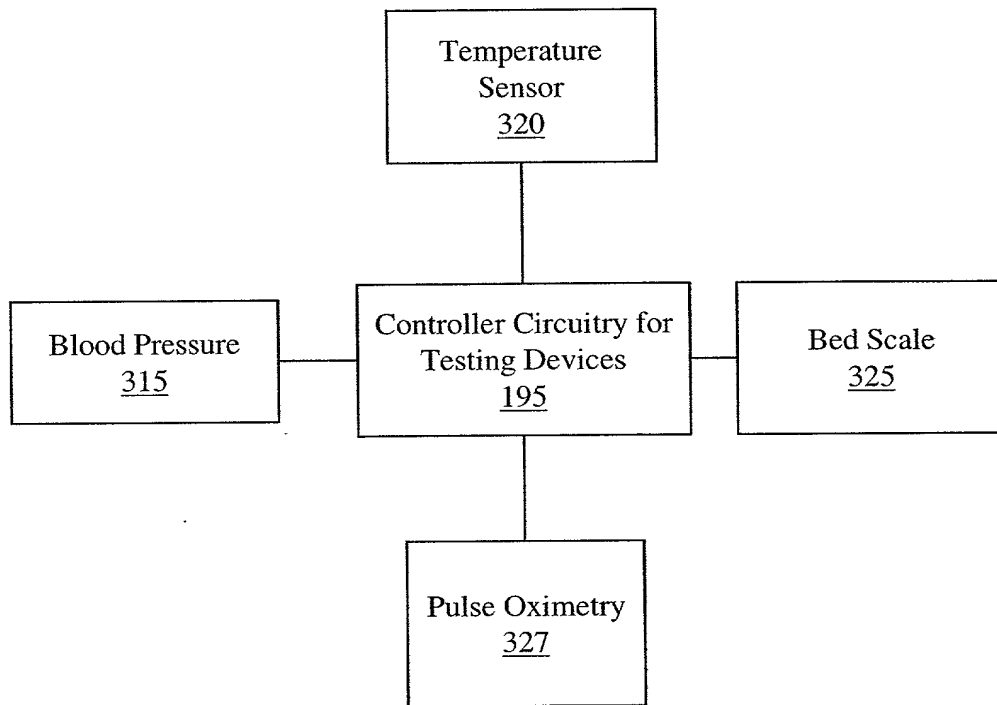 Temperature
Sensor
320
Blood Pressure
315
Controller Circuitry for
Testing Devices
195
Bed Scale
325
Pulse Oximetry
327